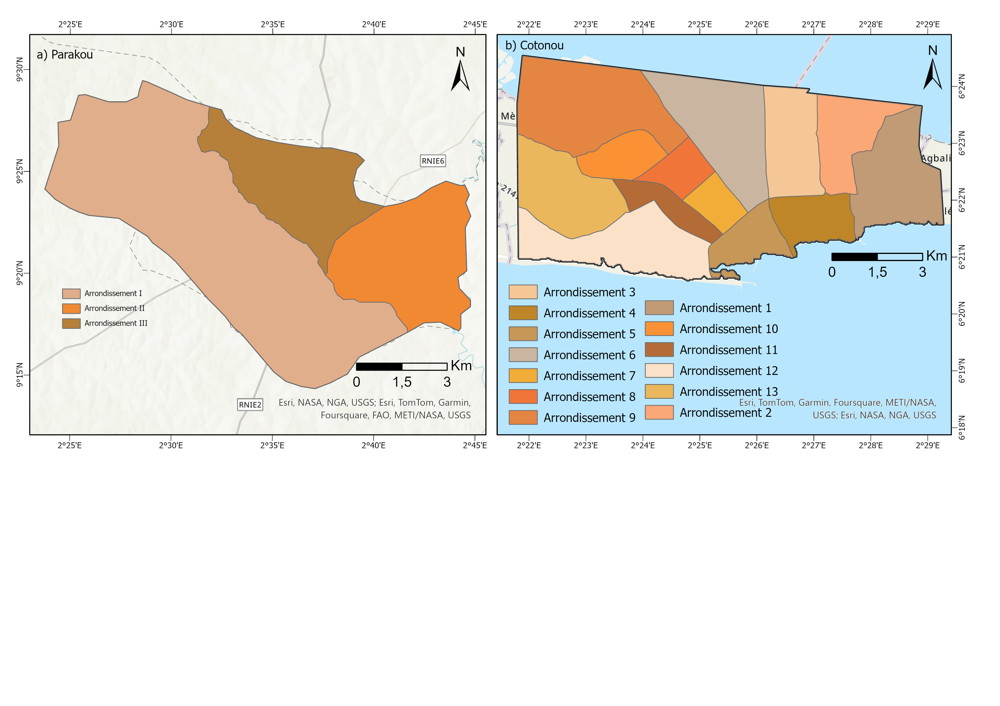 2°25'E 2°30'E 2°35'E 2°40'E 2°45'E
a) Parakou
N
9°30'N
9°25'N
9°20'N
9°15'N
RNIE6
Arrondissement I
Arrondissement II
Arrondissement III
Km
0 1,5 3
RNIE2
Esri, NASA, NGA, USGS; Esri, TomTom, Garmin,
Foursquare, FAO, METI/NASA, USGS
2°25'E 2°30'E 2°35'E 2°40'E 2°45'E
2°22'E 2°23'E 2°24'E 2°25'E 2°26'E 2°27'E 2°28'E 2°29'E
b) Cotonou
N
6°24'N
6°23'N
6°22'N
6°21'N
6°20'N
6°19'N
6°18'N
Mè
Agbali
Km
0 1,5 3
Arrondissement 3
Arrondissement 4
Arrondissement 5
Arrondissement 6
Arrondissement 7
Arrondissement 8
Arrondissement 9
Arrondissement 1
Arrondissement 10
Arrondissement 11
Arrondissement 12
Arrondissement 13
Arrondissement 2
Esri, TomTom, Garmin, Foursquare, METI/NASA,
USGS; Esri, NASA, NGA, USGS
2°22'E 2°23'E 2°24'E 2°25'E 2°26'E 2°27'E 2°28'E 2°29'E